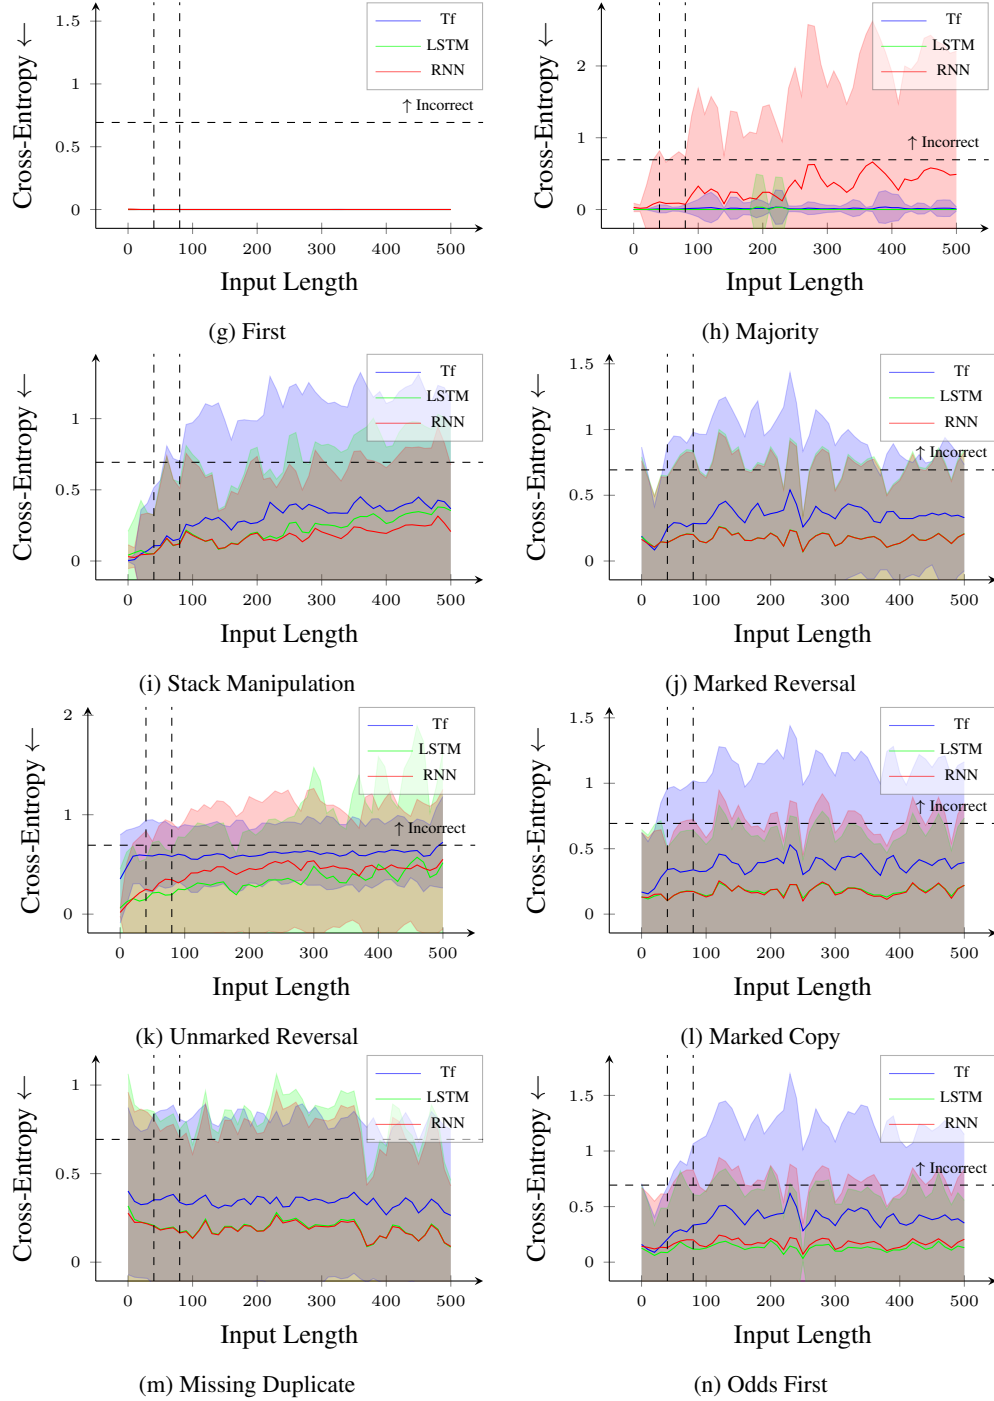 1.5
1
0.5
0
0 100 200 300 400 500
Cross-Entropy ←
Input Length
Tf
LSTM
RNN
↑ Incorrect
(g) First
2
1
0
0 100 200 300 400 500
Cross-Entropy ←
Input Length
Tf
LSTM
RNN
↑ Incorrect
(h) Majority
1
0.5
0
0 100 200 300 400 500
Cross-Entropy ←
Input Length
Tf
LSTM
RNN
(i) Stack Manipulation
1.5
1
0.5
0
0 100 200 300 400 500
Cross-Entropy ←
Input Length
Tf
LSTM
RNN
↑ Incorrect
(j) Marked Reversal
2
1
0
0 100 200 300 400 500
Cross-Entropy ←
Input Length
Tf
LSTM
RNN
↑ Incorrect
(k) Unmarked Reversal
1.5
1
0.5
0
0 100 200 300 400 500
Cross-Entropy ←
Input Length
Tf
LSTM
RNN
↑ Incorrect
(l) Marked Copy
1
0.5
0
0 100 200 300 400 500
Cross-Entropy ←
Input Length
Tf
LSTM
RNN
(m) Missing Duplicate
1.5
1
0.5
0
0 100 200 300 400 500
Cross-Entropy ←
Input Length
Tf
LSTM
RNN
↑ Incorrect
(n) Odds First